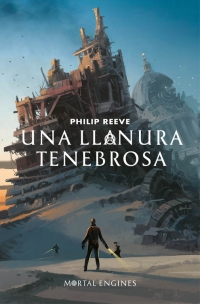 PHILIP REEVE
UNA LLANURA
TENEBROSA
MORTAL ENGINES